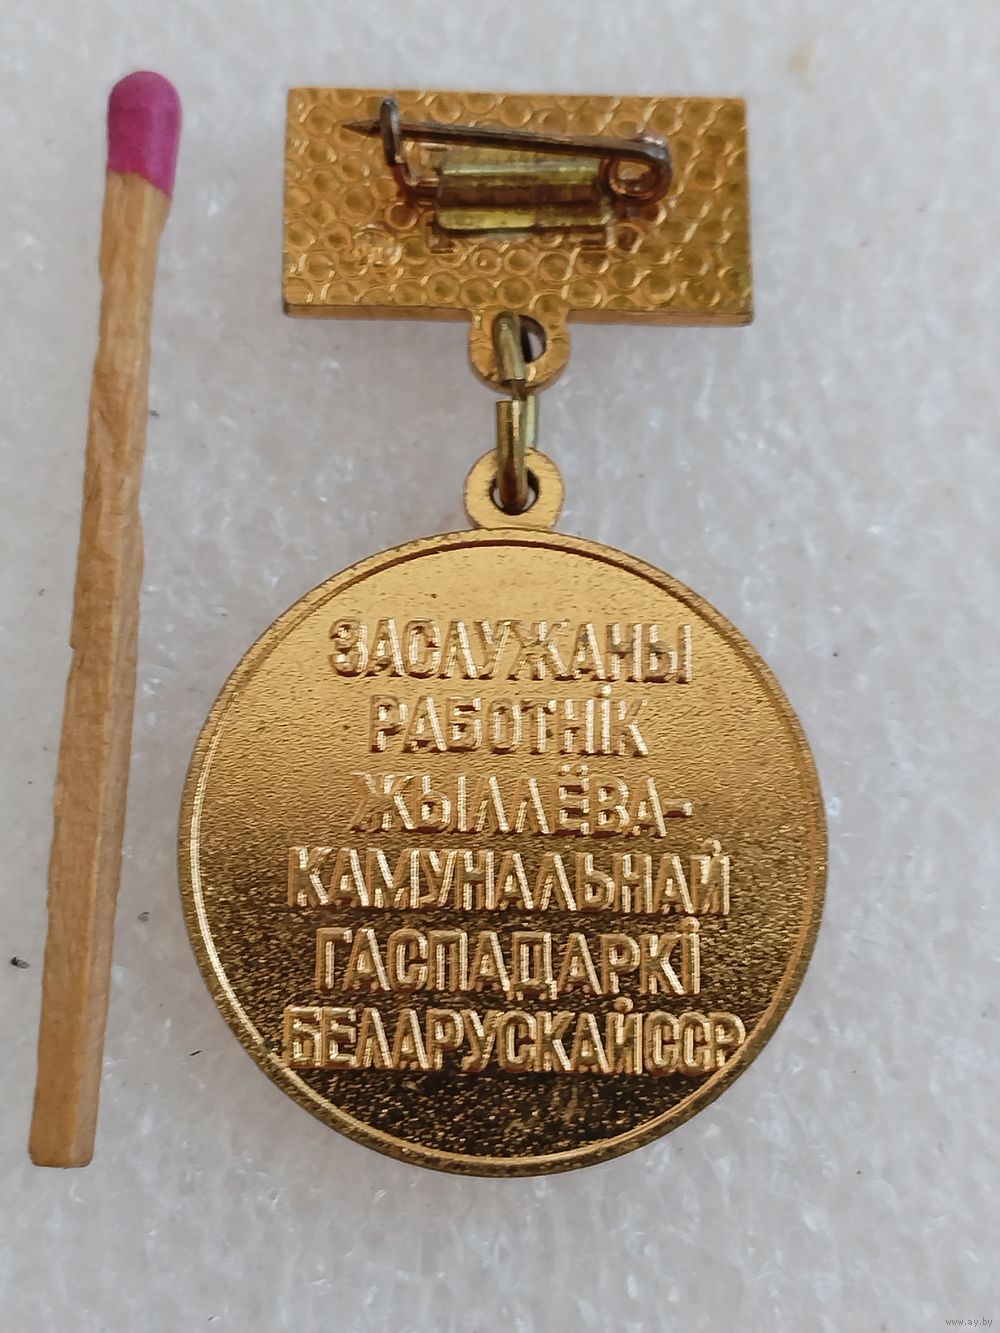 ЗАСЛУЖАНЫ
РАБОТНІК
ЖЫЛЛЁВА-
КАМУНАЛЬНАЙ
ГАСПАДАРКІ
БЕЛАРУСКАЙ ССР
www.ay.by